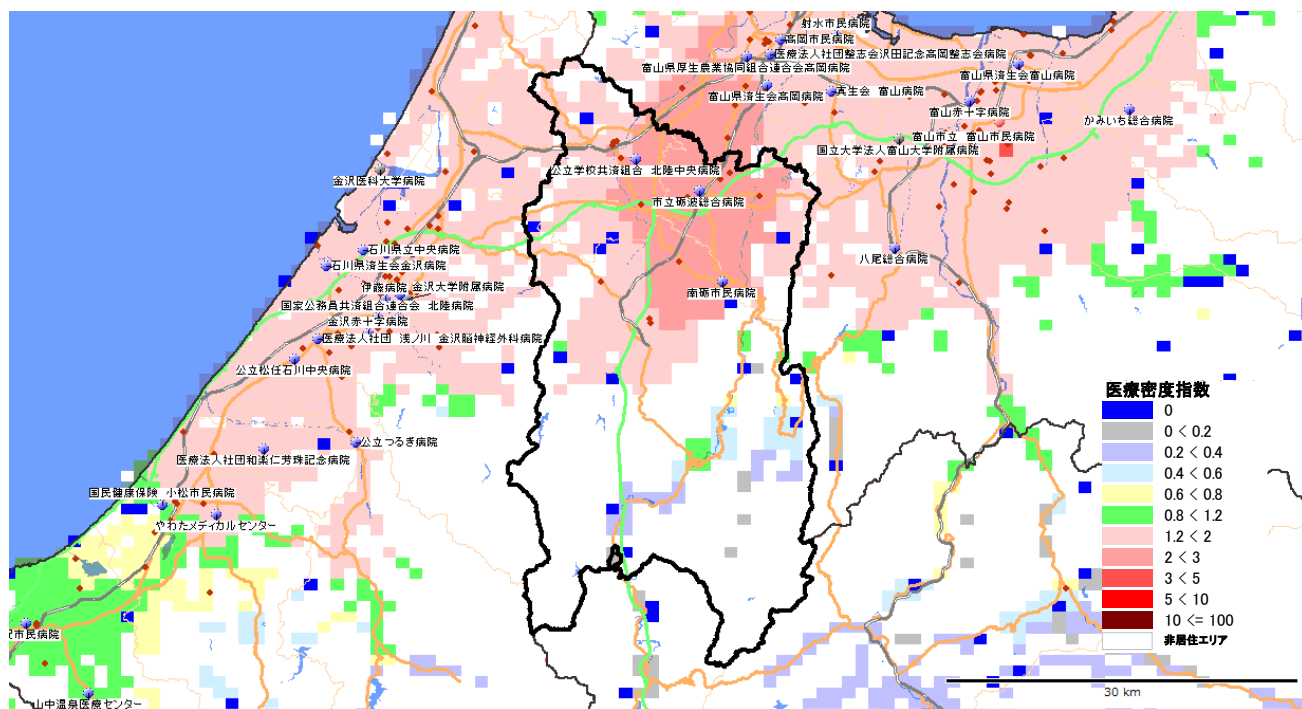 射水市民病院
高岡市民病院
医療法人社団整志会沢田記念高岡整志会病院
富山県厚生農業協同組合連合会高岡病院
富山県済生会富山病院
富山県済生会高岡病院
真生会 富山病院
富山赤十字病院
かみいち総合病院
富山市立 富山市民病院
国立大学法人富山大学附属病院
公立学校共済組合 北陸中央病院
金沢医科大学病院
市立砺波総合病院
石川県立中央病院
八尾総合病院
石川県済生会金沢病院
伊藤病院
金沢大学附属病院
南砺市民病院
国家公務員共済組合連合会 北陸病院
金沢赤十字病院
医療法人社団 浅ノ川 金沢脳神経外科病院
公立松任石川中央病院
公立つるぎ病院
医療法人社団和楽仁芳珠記念病院
国民健康保険 小松市民病院
やわたメディカルセンター
沢市民病院
山中温泉医療センター
医療密度指数
0
0 < 0.2
0.2 < 0.4
0.4 < 0.6
0.6 < 0.8
0.8 < 1.2
1.2 < 2
2 < 3
3 < 5
5 < 10
10 <= 100
非居住エリア
30 km